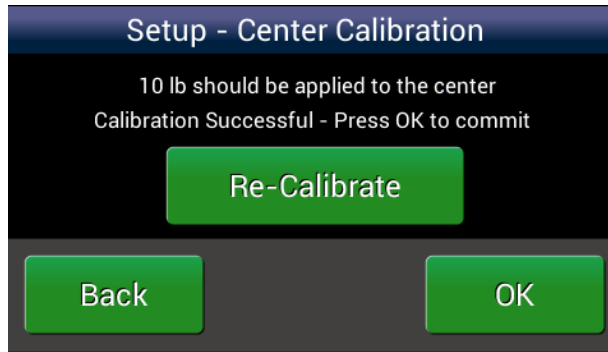 Setup - Center Calibration
10 lb should be applied to the center
Calibration Successful - Press OK to commit
Re-Calibrate
Back
OK